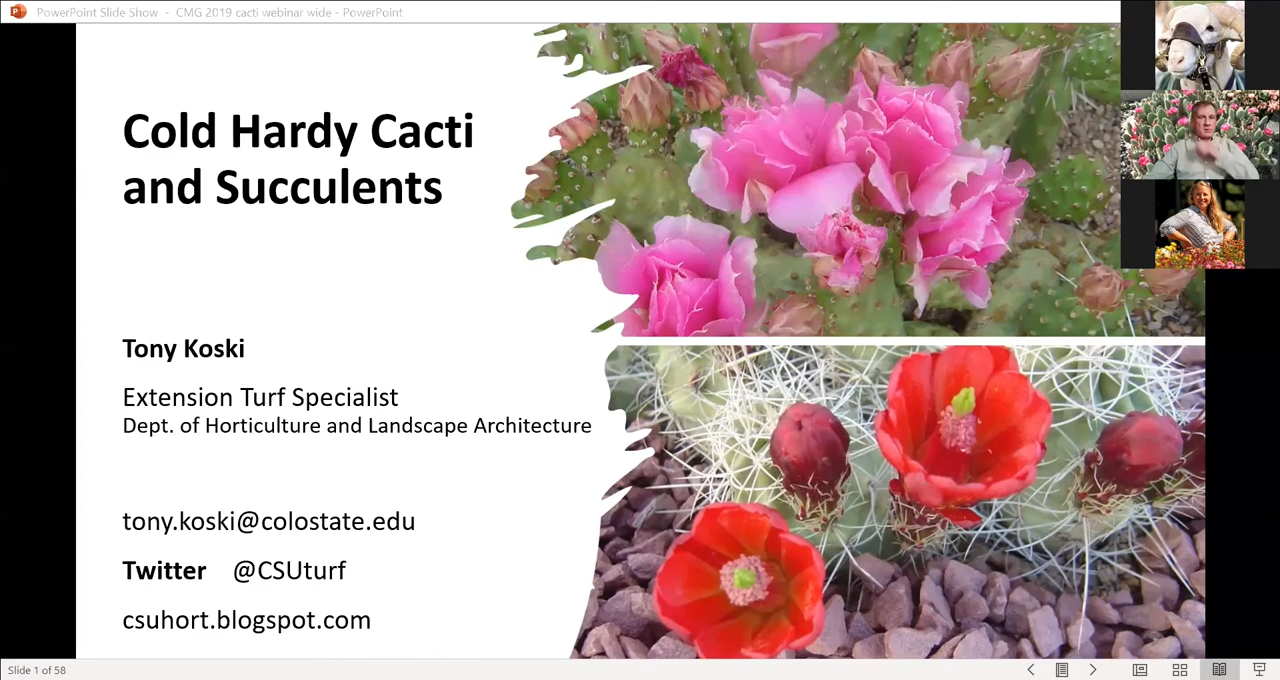 PowerPoint Slide Show - CMG 2019 cacti webinar wide - PowerPoint
Cold Hardy Cacti
and Succulents
Tony Koski
Extension Turf Specialist
Dept. of Horticulture and Landscape Architecture
tony.koski@colostate.edu
Twitter @CSUturf
csuhort.blogspot.com
Slide 1 of 58